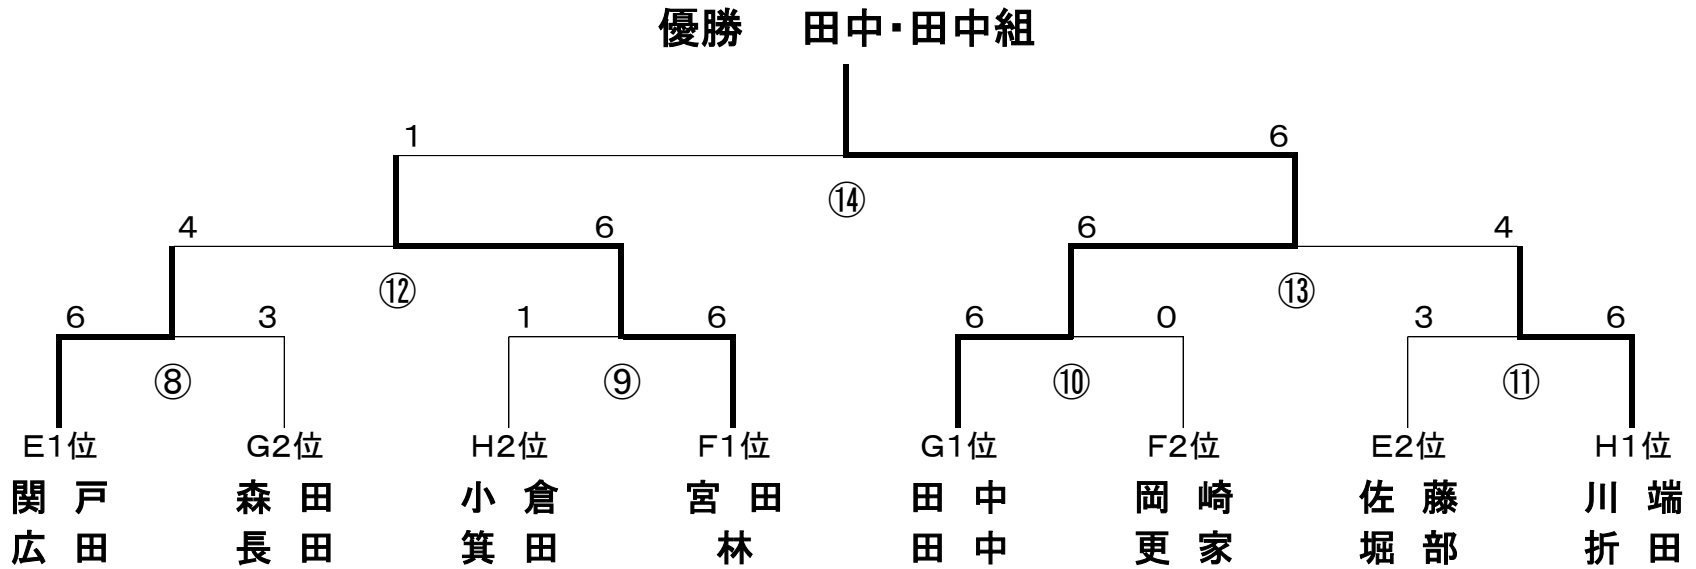 優勝　田中・田中組
1 6
⑭
4 6 6 4
⑫ ⑬
6 3 1 6 6 0 3 6
⑧ ⑨ ⑩ ⑪
E1位 G2位 H2位 F1位 G1位 F2位 E2位 H1位
関戸 森田 小倉 宮田 田中 岡崎 佐藤 川端
広田 長田 箕田 林 田中 更家 堀部 折田